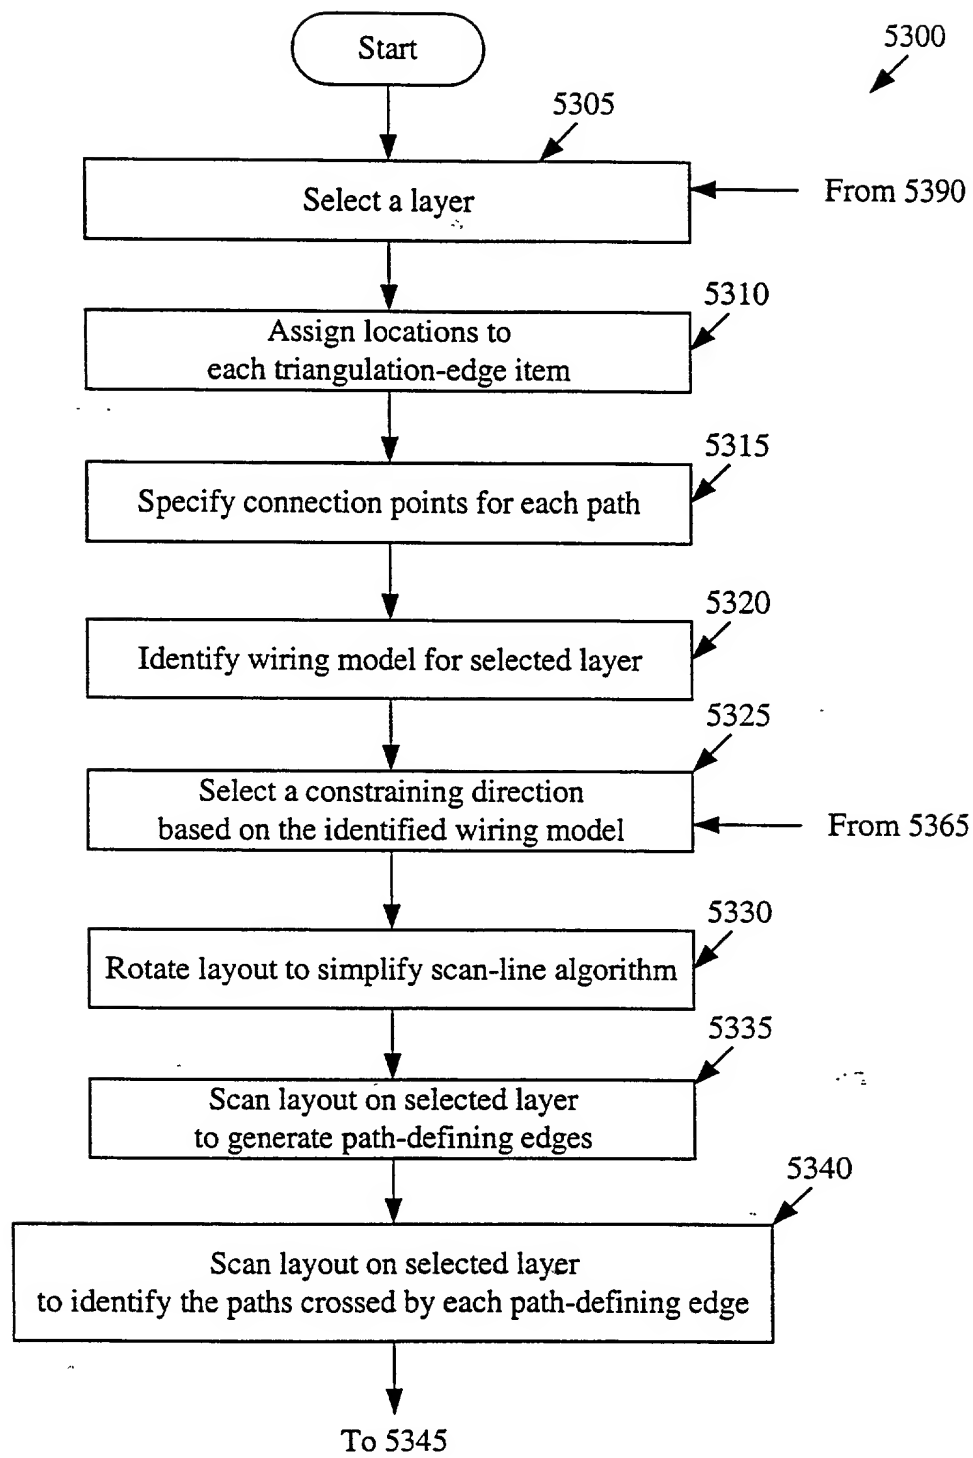 Start
5300
5305
Select a layer
From 5390
5310
Assign locations to
each triangulation-edge item
5315
Specify connection points for each path
5320
Identify wiring model for selected layer
5325
Select a constraining direction
based on the identified wiring model
From 5365
5330
Rotate layout to simplify scan-line algorithm
5335
Scan layout on selected layer
to generate path-defining edges
5340
Scan layout on selected layer
to identify the paths crossed by each path-defining edge
To 5345